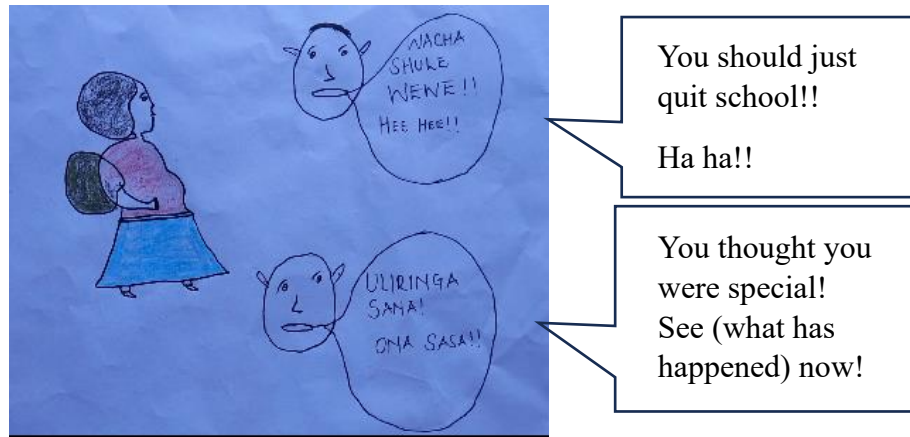 NACHA
SHULE
WEWE!!
HEE HEE!!
You should just
quit school!!
Ha ha!!
ULIRINGA
SANA!
ONA SASA!!
You thought you
were special!
See (what has
happened) now!